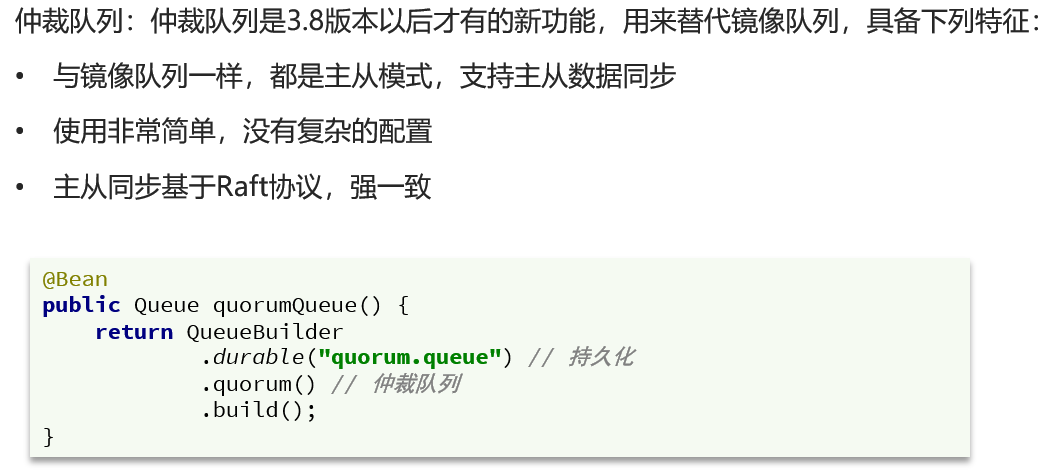 仲裁队列：仲裁队列是3.8版本以后才有的新功能，用来替代镜像队列，具备下列特征：
• 与镜像队列一样，都是主从模式，支持主从数据同步
• 使用非常简单，没有复杂的配置
• 主从同步基于Raft协议，强一致
@Bean
public Queue quorumQueue() {
    return QueueBuilder
            .durable("quorum.queue") // 持久化
            .quorum() // 仲裁队列
            .build();
}